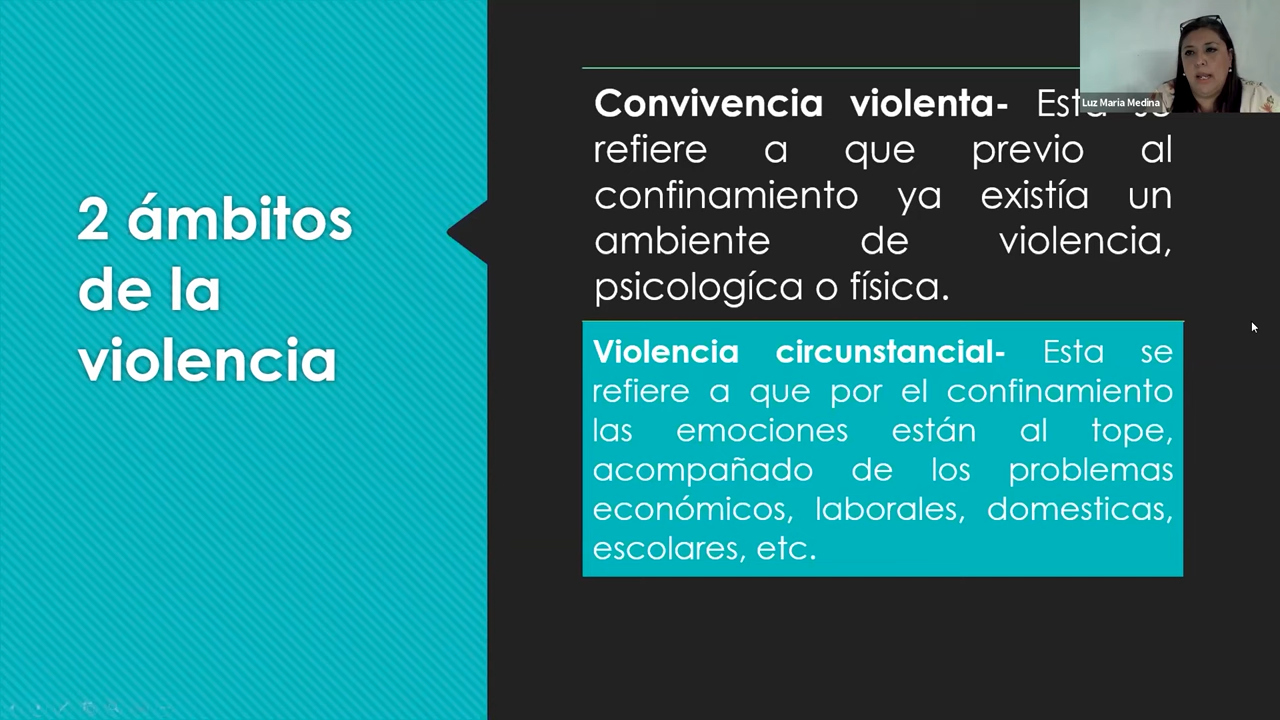 2 ámbitos
de la
violencia
Convivencia violenta- Esta se
refiere a que previo al
confinamiento ya existía un
ambiente de violencia,
psicologíca o física.
Violencia circunstancial- Esta se
refiere a que por el confinamiento
las emociones están al tope,
acompañado de los problemas
económicos, laborales, domesticas,
escolares, etc.
Luz Maria Medina